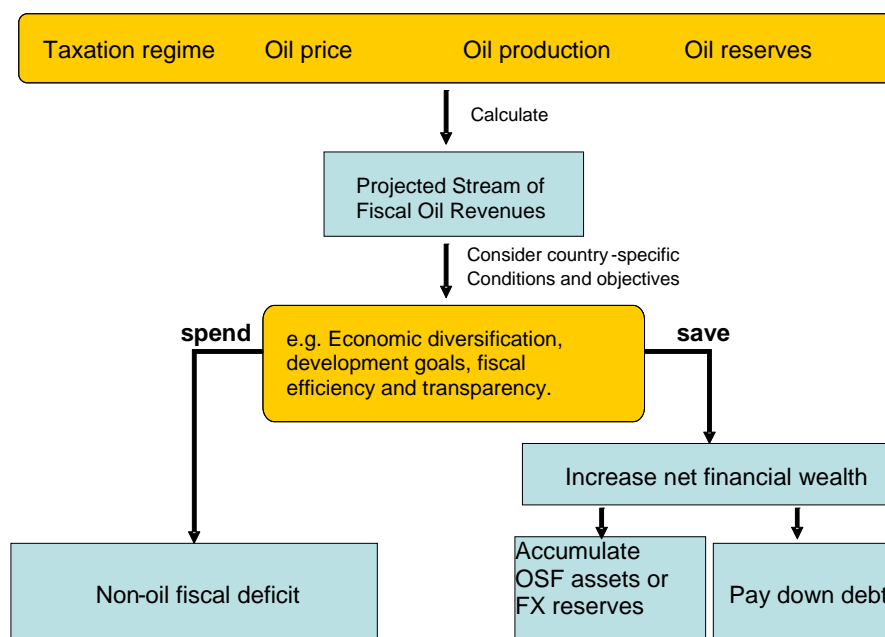 Taxation regime Oil price Oil production Oil reserves
Calculate
Projected Stream of
Fiscal Oil Revenues
Consider country-specific
Conditions and objectives
spend
e.g. Economic diversification,
development goals, fiscal
efficiency and transparency.
save
Increase net financial wealth
Non-oil fiscal deficit
Accumulate
OSF assets or
FX reserves
Pay down debt